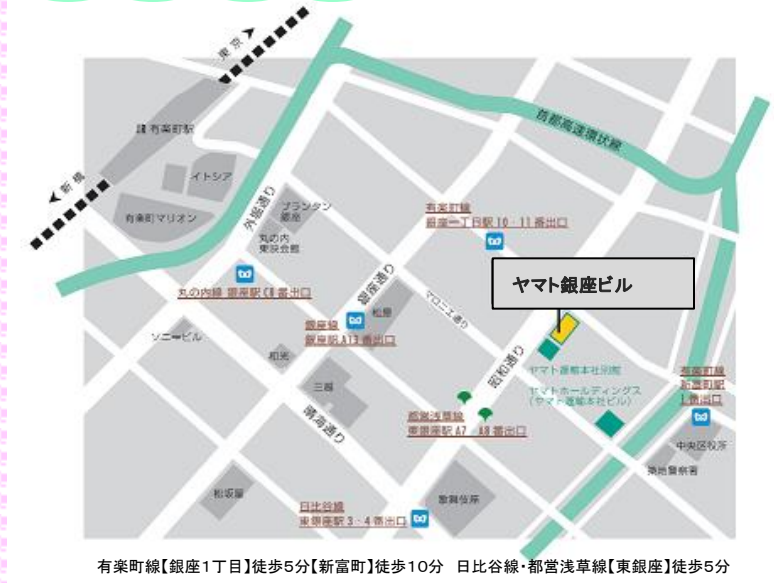 東京
JR 有楽町駅
首都高速環状線
新橋
イトシア
有楽町マリオン
外堀通り
プランタン
銀座
丸の内
東映会館
有楽町線
銀座一丁目駅 10・11 番出口
丸の内線 銀座駅 C8 番出口
銀座通り
ヤマト銀座ビル
マロニエ通り
松屋
銀座線
銀座駅 A13 番出口
ソニービル
和光
昭和通り
ヤマト運輸本社別館
ヤマトホールディングス
(ヤマト運輸本社ビル)
有楽町線
新富町駅
1 番出口
三越
晴海通り
都営浅草線
東銀座駅 A7・A8 番出口
中央区役所
築地警察署
松坂屋
歌舞伎座
日比谷線
東銀座駅 3・4 番出口
有楽町線【銀座1丁目】徒歩5分【新富町】徒歩10分 日比谷線・都営浅草線【東銀座】徒歩5分